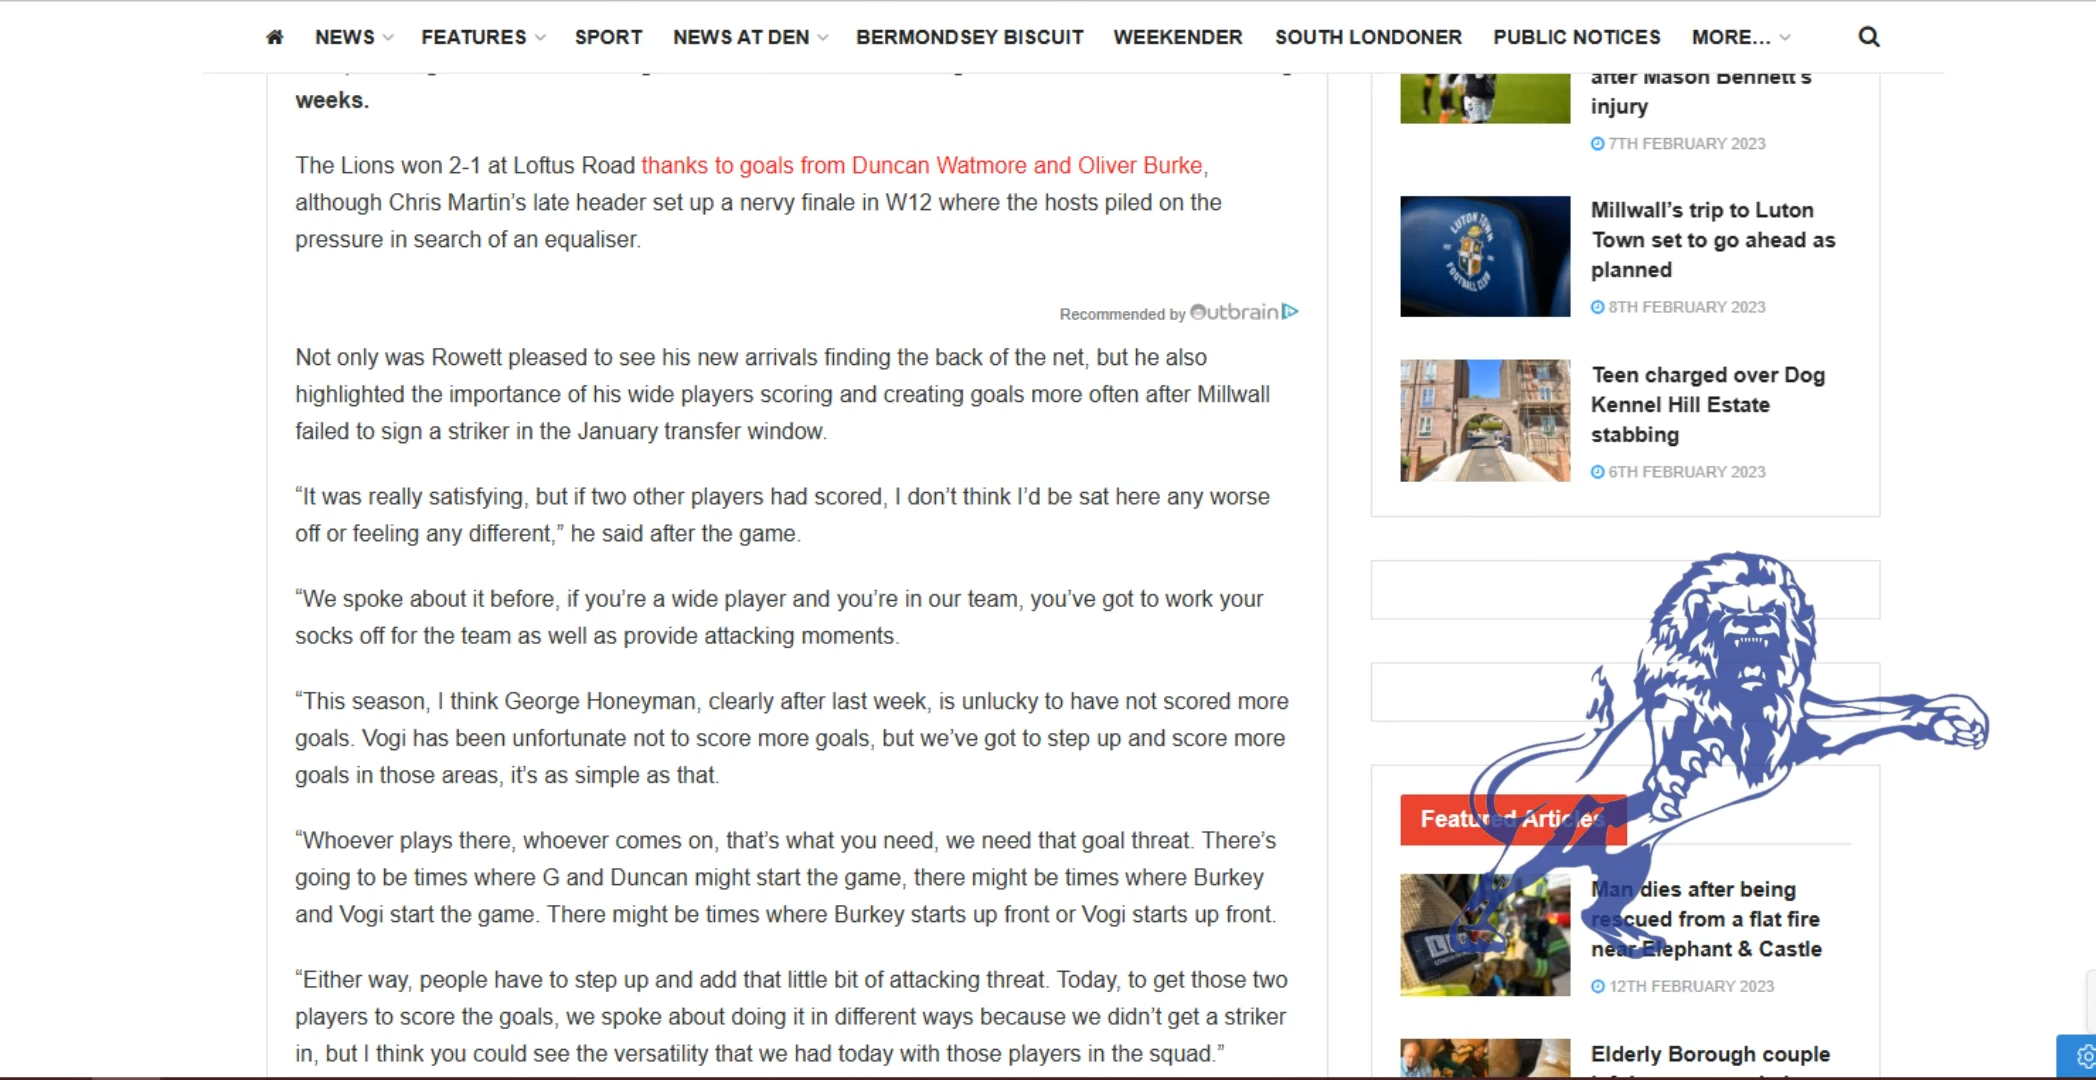 NEWS FEATURES SPORT NEWS AT DEN BERMONDSEY BISCUIT WEEKENDER SOUTH LONDONER PUBLIC NOTICES MORE...
weeks.
The Lions won 2-1 at Loftus Road thanks to goals from Duncan Watmore and Oliver Burke,
although Chris Martin’s late header set up a nervy finale in W12 where the hosts piled on the
pressure in search of an equaliser.
Recommended by Outbrain
Not only was Rowett pleased to see his new arrivals finding the back of the net, but he also
highlighted the importance of his wide players scoring and creating goals more often after Millwall
failed to sign a striker in the January transfer window.
“It was really satisfying, but if two other players had scored, I don’t think I’d be sat here any worse
off or feeling any different,” he said after the game.
“We spoke about it before, if you’re a wide player and you’re in our team, you’ve got to work your
socks off for the team as well as provide attacking moments.
“This season, I think George Honeyman, clearly after last week, is unlucky to have not scored more
goals. Vogi has been unfortunate not to score more goals, but we’ve got to step up and score more
goals in those areas, it’s as simple as that.
“Whoever plays there, whoever comes on, that’s what you need, we need that goal threat. There’s
going to be times where G and Duncan might start the game, there might be times where Burkey
and Vogi start the game. There might be times where Burkey starts up front or Vogi starts up front.
“Either way, people have to step up and add that little bit of attacking threat. Today, to get those two
players to score the goals, we spoke about doing it in different ways because we didn’t get a striker
in, but I think you could see the versatility that we had today with those players in the squad.”
after Mason Bennett’s
injury
7TH FEBRUARY 2023
LUTON TOWN
FOOTBALL CLUB
Millwall’s trip to Luton
Town set to go ahead as
planned
8TH FEBRUARY 2023
Teen charged over Dog
Kennel Hill Estate
stabbing
6TH FEBRUARY 2023
Featured Articles
Man dies after being
rescued from a flat fire
near Elephant & Castle
12TH FEBRUARY 2023
Elderly Borough couple